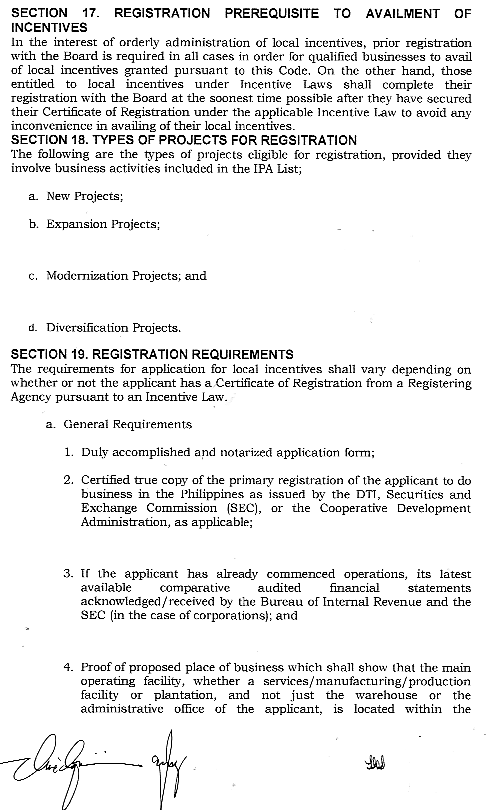 SECTION 17. REGISTRATION PREREQUISITE TO AVAILMENT OF
INCENTIVES
In the interest of orderly administration of local incentives, prior registration
with the Board is required in all cases in order for qualified businesses to avail
of local incentives granted pursuant to this Code. On the other hand, those
entitled to local incentives under Incentive Laws shall complete their
registration with the Board at the soonest time possible after they have secured
their Certificate of Registration under the applicable Incentive Law to avoid any
inconvenience in availing of their local incentives.
SECTION 18. TYPES OF PROJECTS FOR REGSITRATION
The following are the types of projects eligible for registration, provided they
involve business activities included in the IPA List;
a. New Projects;
b. Expansion Projects;
c. Modernization Projects; and
d. Diversification Projects.
SECTION 19. REGISTRATION REQUIREMENTS
The requirements for application for local incentives shall vary depending on
whether or not the applicant has a Certificate of Registration from a Registering
Agency pursuant to an Incentive Law.
a. General Requirements
1. Duly accomplished and notarized application form;
2. Certified true copy of the primary registration of the applicant to do
business in the Philippines as issued by the DTI, Securities and
Exchange Commission (SEC), or the Cooperative Development
Administration, as applicable;
3. If the applicant has already commenced operations, its latest
available comparative audited financial statements
acknowledged/received by the Bureau of Internal Revenue and the
SEC (in the case of corporations); and
4. Proof of proposed place of business which shall show that the main
operating facility, whether a services/manufacturing/production
facility or plantation, and not just the warehouse or the
administrative office of the applicant, is located within the